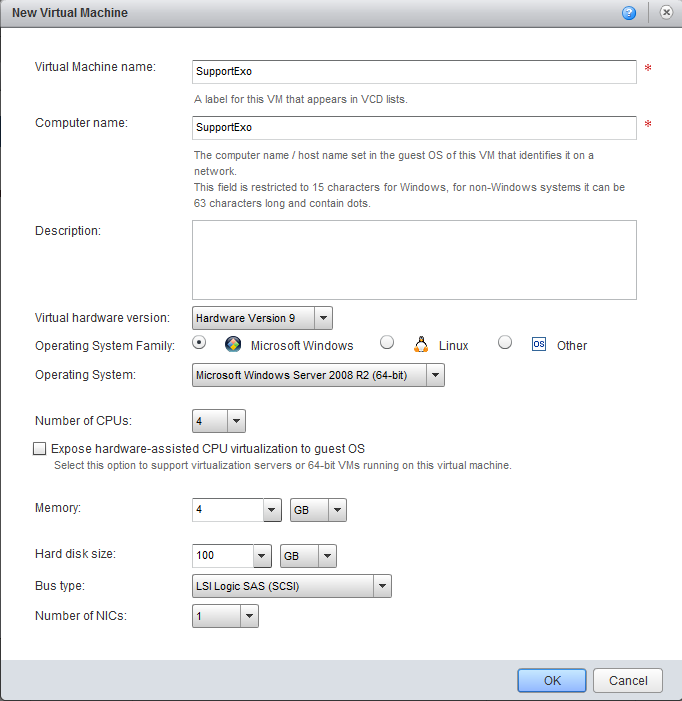 New Virtual Machine
Virtual Machine name: SupportExo *
A label for this VM that appears in VCD lists.
Computer name: SupportExo *
The computer name / host name set in the guest OS of this VM that identifies it on a
network.
This field is restricted to 15 characters for Windows, for non-Windows systems it can be
63 characters long and contain dots.
Description:
Virtual hardware version: Hardware Version 9
Operating System Family: Microsoft Windows Linux OS Other
Operating System: Microsoft Windows Server 2008 R2 (64-bit)
Number of CPUs: 4
Expose hardware-assisted CPU virtualization to guest OS
Select this option to support virtualization servers or 64-bit VMs running on this virtual machine.
Memory: 4 GB
Hard disk size: 100 GB
Bus type: LSI Logic SAS (SCSI)
Number of NICs: 1
OK Cancel